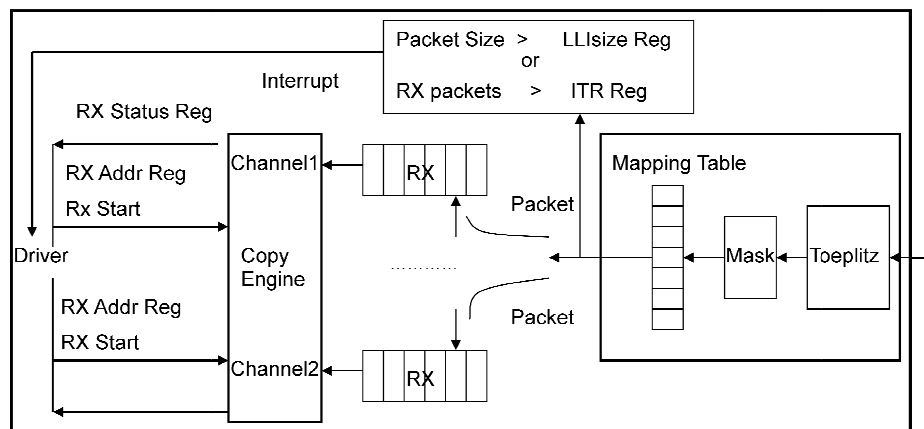 Packet Size > LLIsize Reg
or
RX packets > ITR Reg
Interrupt
RX Status Reg
RX Addr Reg
Rx Start
Driver
RX Addr Reg
RX Start
Channel1
Copy
Engine
Channel2
RX
Packet
............
Packet
RX
Mapping Table
Mask
Toeplitz